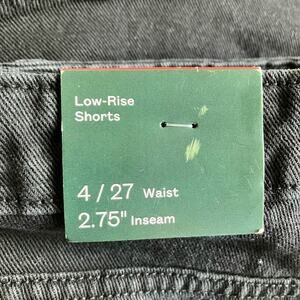 Low-Rise
Shorts
4 / 27 Waist
2.75" Inseam